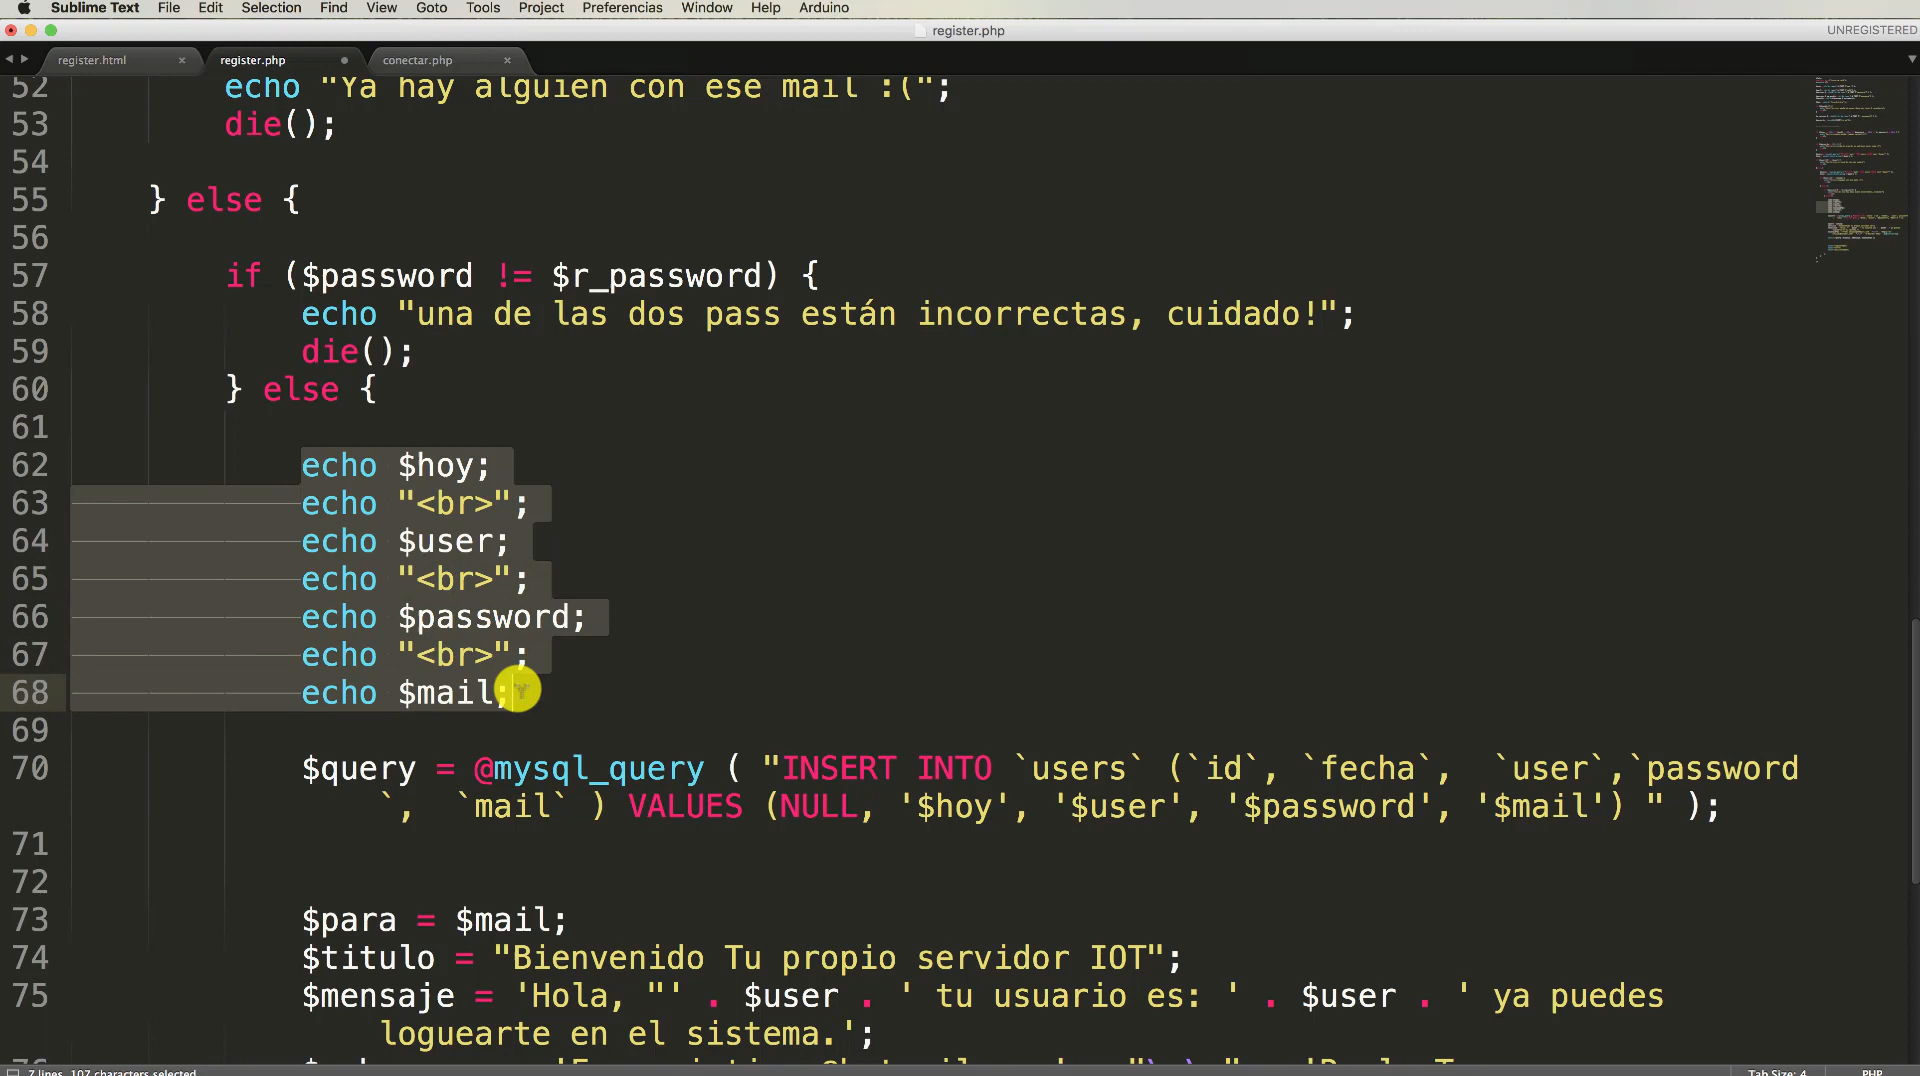 Sublime Text File Edit Selection Find View Goto Tools Project Preferencias Window Help Arduino
register.php UNREGISTERED
register.html × register.php conectar.php ×
52 echo "Ya hay alguien con ese mail :(";
53 die();
54
55 } else {
56
57 if ($password != $r_password) {
58 echo "una de las dos pass están incorrectas, cuidado!";
59 die();
60 } else {
61
62 echo $hoy;
63 echo "<br>";
64 echo $user;
65 echo "<br>";
66 echo $password;
67 echo "<br>";
68 echo $mail;
69
70 $query = @mysql_query ( "INSERT INTO `users` (`id`, `fecha`,  `user`,`password
`,  `mail` ) VALUES (NULL, '$hoy', '$user', '$password', '$mail') " );
71
72
73 $para = $mail;
74 $titulo = "Bienvenido Tu propio servidor IOT";
75 $mensaje = 'Hola, "' . $user . ' tu usuario es: ' . $user . ' ya puedes
loguearte en el sistema.';
7 lines, 107 characters selected Tab Size: 4 PHP